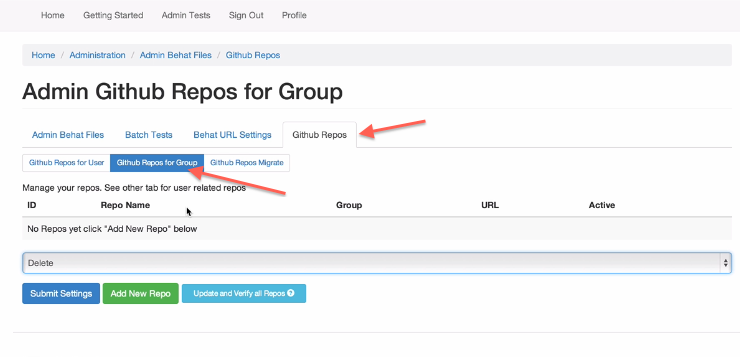 Home Getting Started Admin Tests Sign Out Profile
Home / Administration / Admin Behat Files / Github Repos
Admin Github Repos for Group
Admin Behat Files Batch Tests Behat URL Settings Github Repos
Github Repos for User Github Repos for Group Github Repos Migrate
Manage your repos. See other tab for user related repos
ID Repo Name Group URL Active
No Repos yet click "Add New Repo" below
Delete
Submit Settings Add New Repo Update and Verify all Repos ?